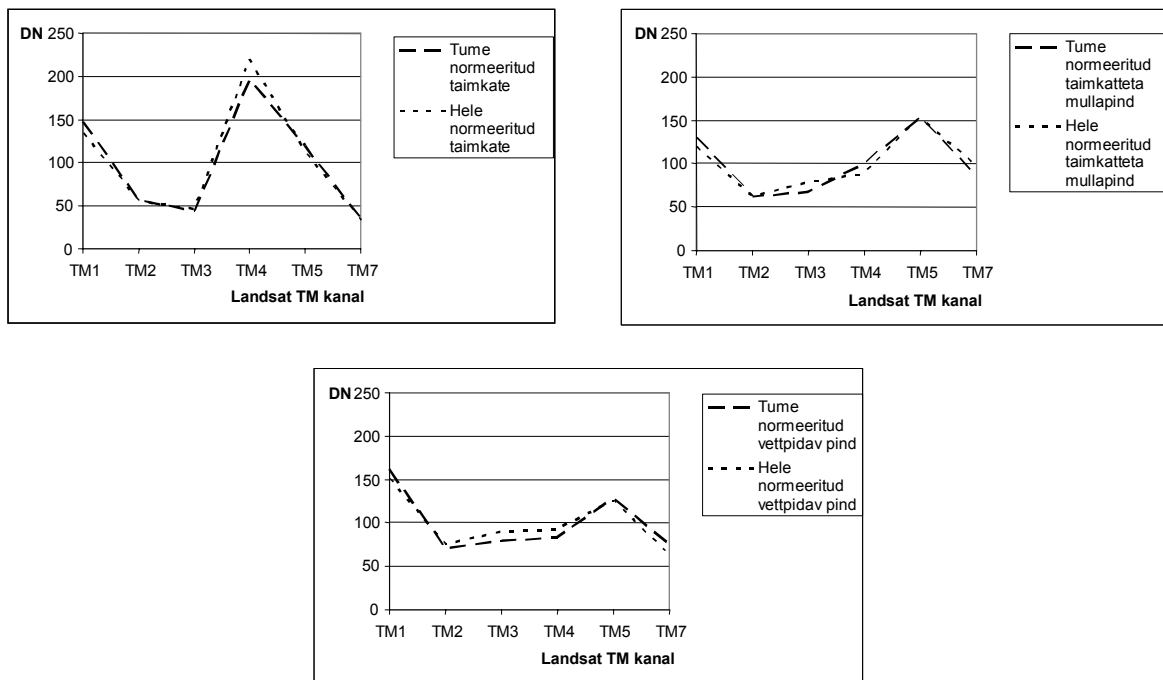 DN 250
200
150
100
50
0
TM1 TM2 TM3 TM4 TM5 TM7
Landsat TM kanal
Tume
normeeritud
taimkate
Hele
normeeritud
taimkate
DN 250
200
150
100
50
0
TM1 TM2 TM3 TM4 TM5 TM7
Landsat TM kanal
Tume
normeeritud
taimkatteta
mullapind
Hele
normeeritud
taimkatteta
mullapind
DN 250
200
150
100
50
0
TM1 TM2 TM3 TM4 TM5 TM7
Landsat TM kanal
Tume
normeeritud
vettpidav pind
Hele
normeeritud
vettpidav pind